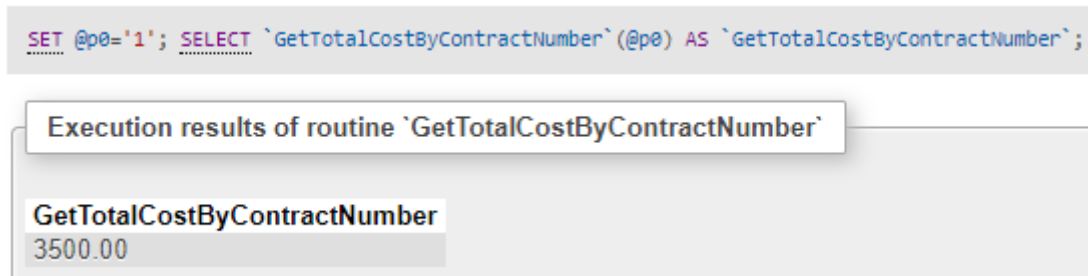 SET @p0='1'; SELECT `GetTotalCostByContractNumber`(@p0) AS `GetTotalCostByContractNumber`;
Execution results of routine `GetTotalCostByContractNumber`
GetTotalCostByContractNumber
3500.00